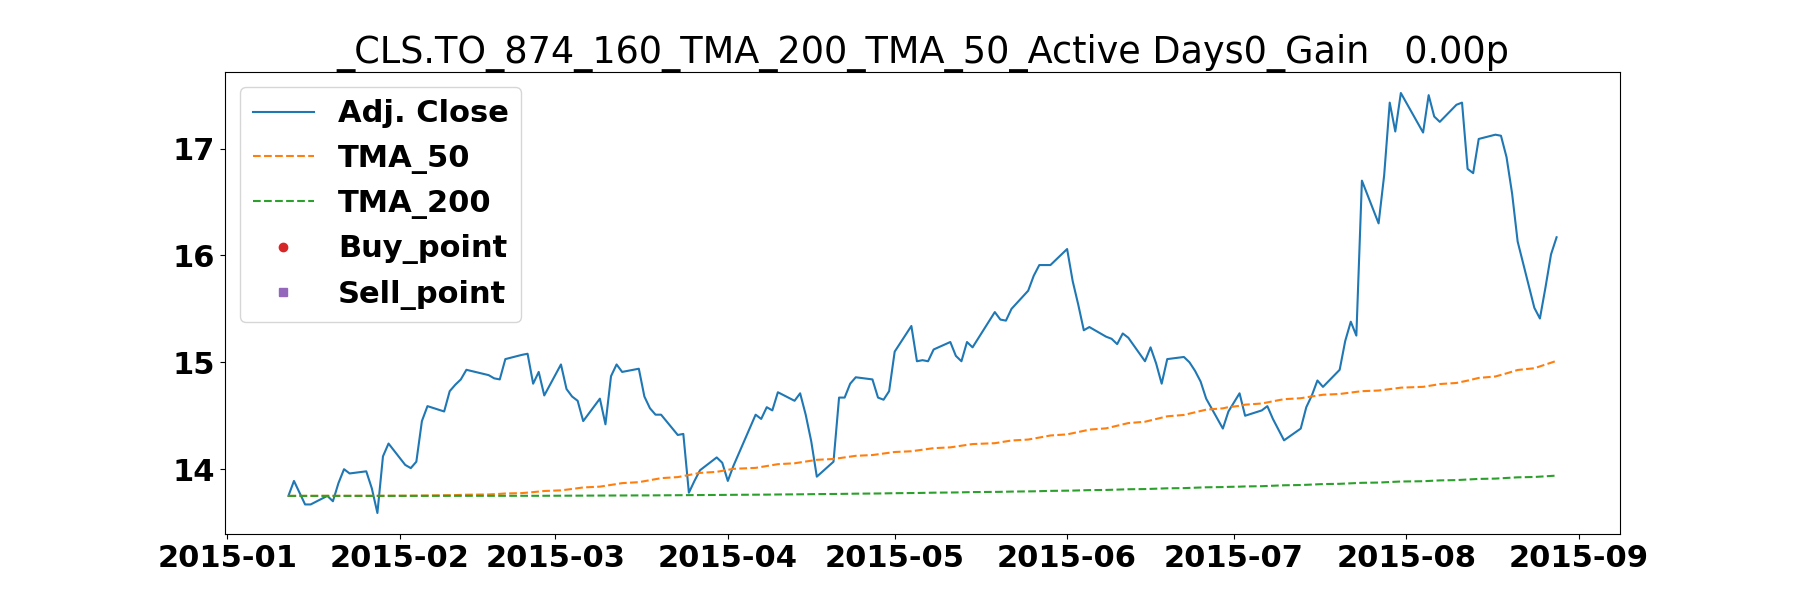 _CLS.TO_874_160_TMA_200_TMA_50_Active Days0_Gain   0.00p
Adj. Close
TMA_50
TMA_200
Buy_point
Sell_point
17
16
15
14
2015-01 2015-02 2015-03 2015-04 2015-05 2015-06 2015-07 2015-08 2015-09